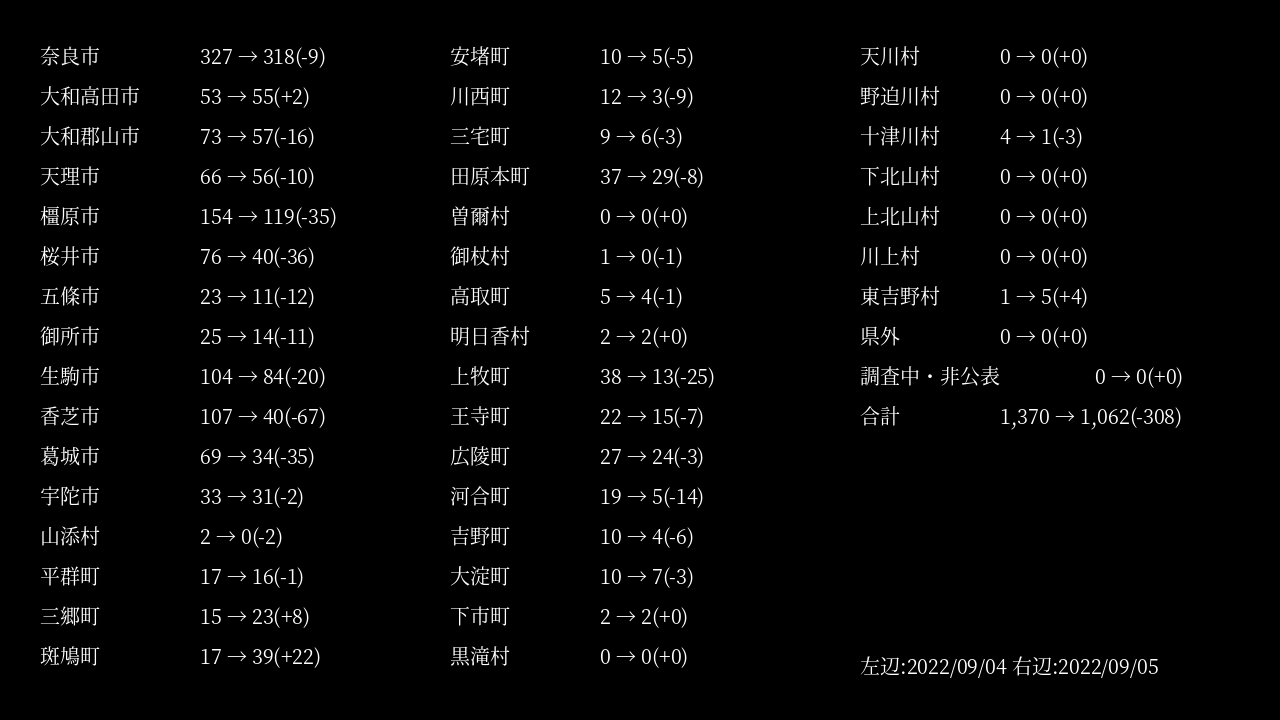 奈良市 327 → 318(-9)
大和高田市 53 → 55(+2)
大和郡山市 73 → 57(-16)
天理市 66 → 56(-10)
橿原市 154 → 119(-35)
桜井市 76 → 40(-36)
五條市 23 → 11(-12)
御所市 25 → 14(-11)
生駒市 104 → 84(-20)
香芝市 107 → 40(-67)
葛城市 69 → 34(-35)
宇陀市 33 → 31(-2)
山添村 2 → 0(-2)
平群町 17 → 16(-1)
三郷町 15 → 23(+8)
斑鳩町 17 → 39(+22)
安堵町 10 → 5(-5)
川西町 12 → 3(-9)
三宅町 9 → 6(-3)
田原本町 37 → 29(-8)
曽爾村 0 → 0(+0)
御杖村 1 → 0(-1)
高取町 5 → 4(-1)
明日香村 2 → 2(+0)
上牧町 38 → 13(-25)
王寺町 22 → 15(-7)
広陵町 27 → 24(-3)
河合町 19 → 5(-14)
吉野町 10 → 4(-6)
大淀町 10 → 7(-3)
下市町 2 → 2(+0)
黒滝村 0 → 0(+0)
天川村 0 → 0(+0)
野迫川村 0 → 0(+0)
十津川村 4 → 1(-3)
下北山村 0 → 0(+0)
上北山村 0 → 0(+0)
川上村 0 → 0(+0)
東吉野村 1 → 5(+4)
県外 0 → 0(+0)
調査中・非公表 0 → 0(+0)
合計 1,370 → 1,062(-308)
左辺:2022/09/04 右辺:2022/09/05